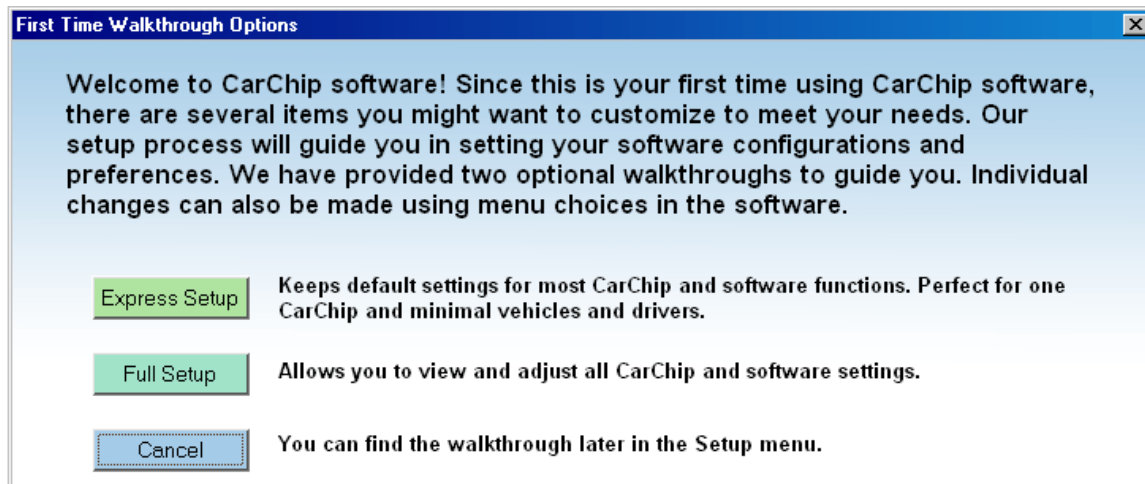 First Time Walkthrough Options
Welcome to CarChip software! Since this is your first time using CarChip software,
there are several items you might want to customize to meet your needs. Our
setup process will guide you in setting your software configurations and
preferences. We have provided two optional walkthroughs to guide you. Individual
changes can also be made using menu choices in the software.
Express Setup
Keeps default settings for most CarChip and software functions. Perfect for one
CarChip and minimal vehicles and drivers.
Full Setup
Allows you to view and adjust all CarChip and software settings.
Cancel
You can find the walkthrough later in the Setup menu.